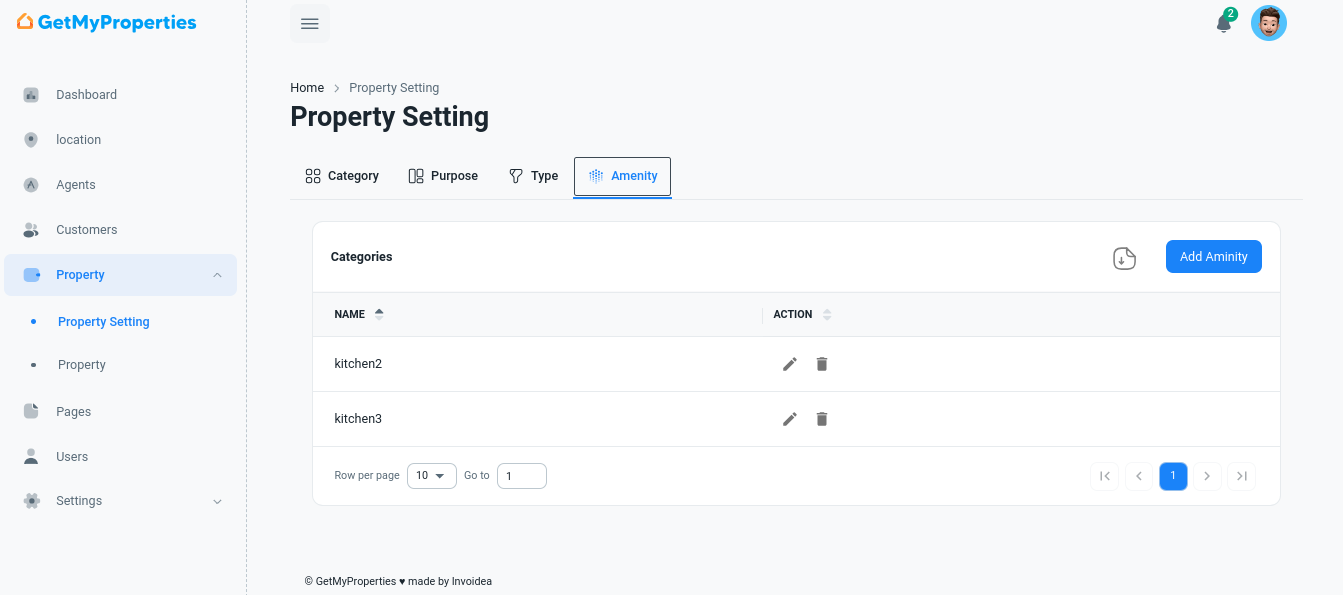 GetMyProperties
2
Dashboard
location
Agents
Customers
Property
Property Setting
Property
Pages
Users
Settings
Home > Property Setting
Property Setting
Category Purpose Type Amenity
Categories
Add Aminity
NAME ACTION
kitchen2
kitchen3
Row per page 10 Go to 1
1
© GetMyProperties ♥ made by Invoidea